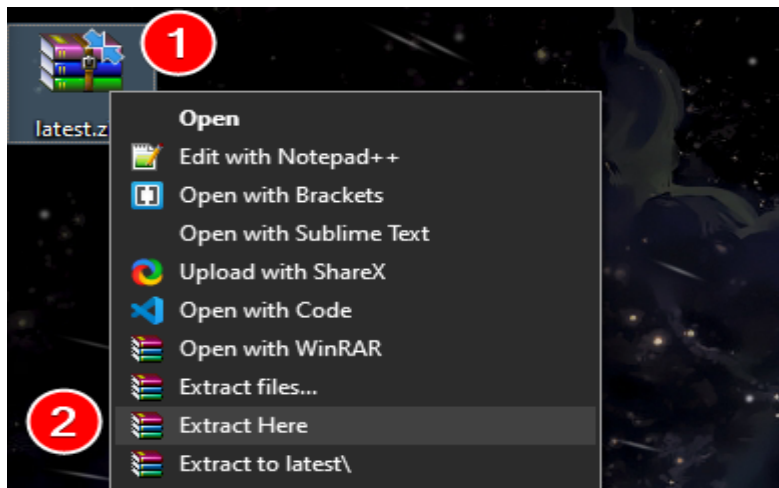 1
latest.z
Open
Edit with Notepad++
Open with Brackets
Open with Sublime Text
Upload with ShareX
Open with Code
Open with WinRAR
Extract files...
2
Extract Here
Extract to latest\